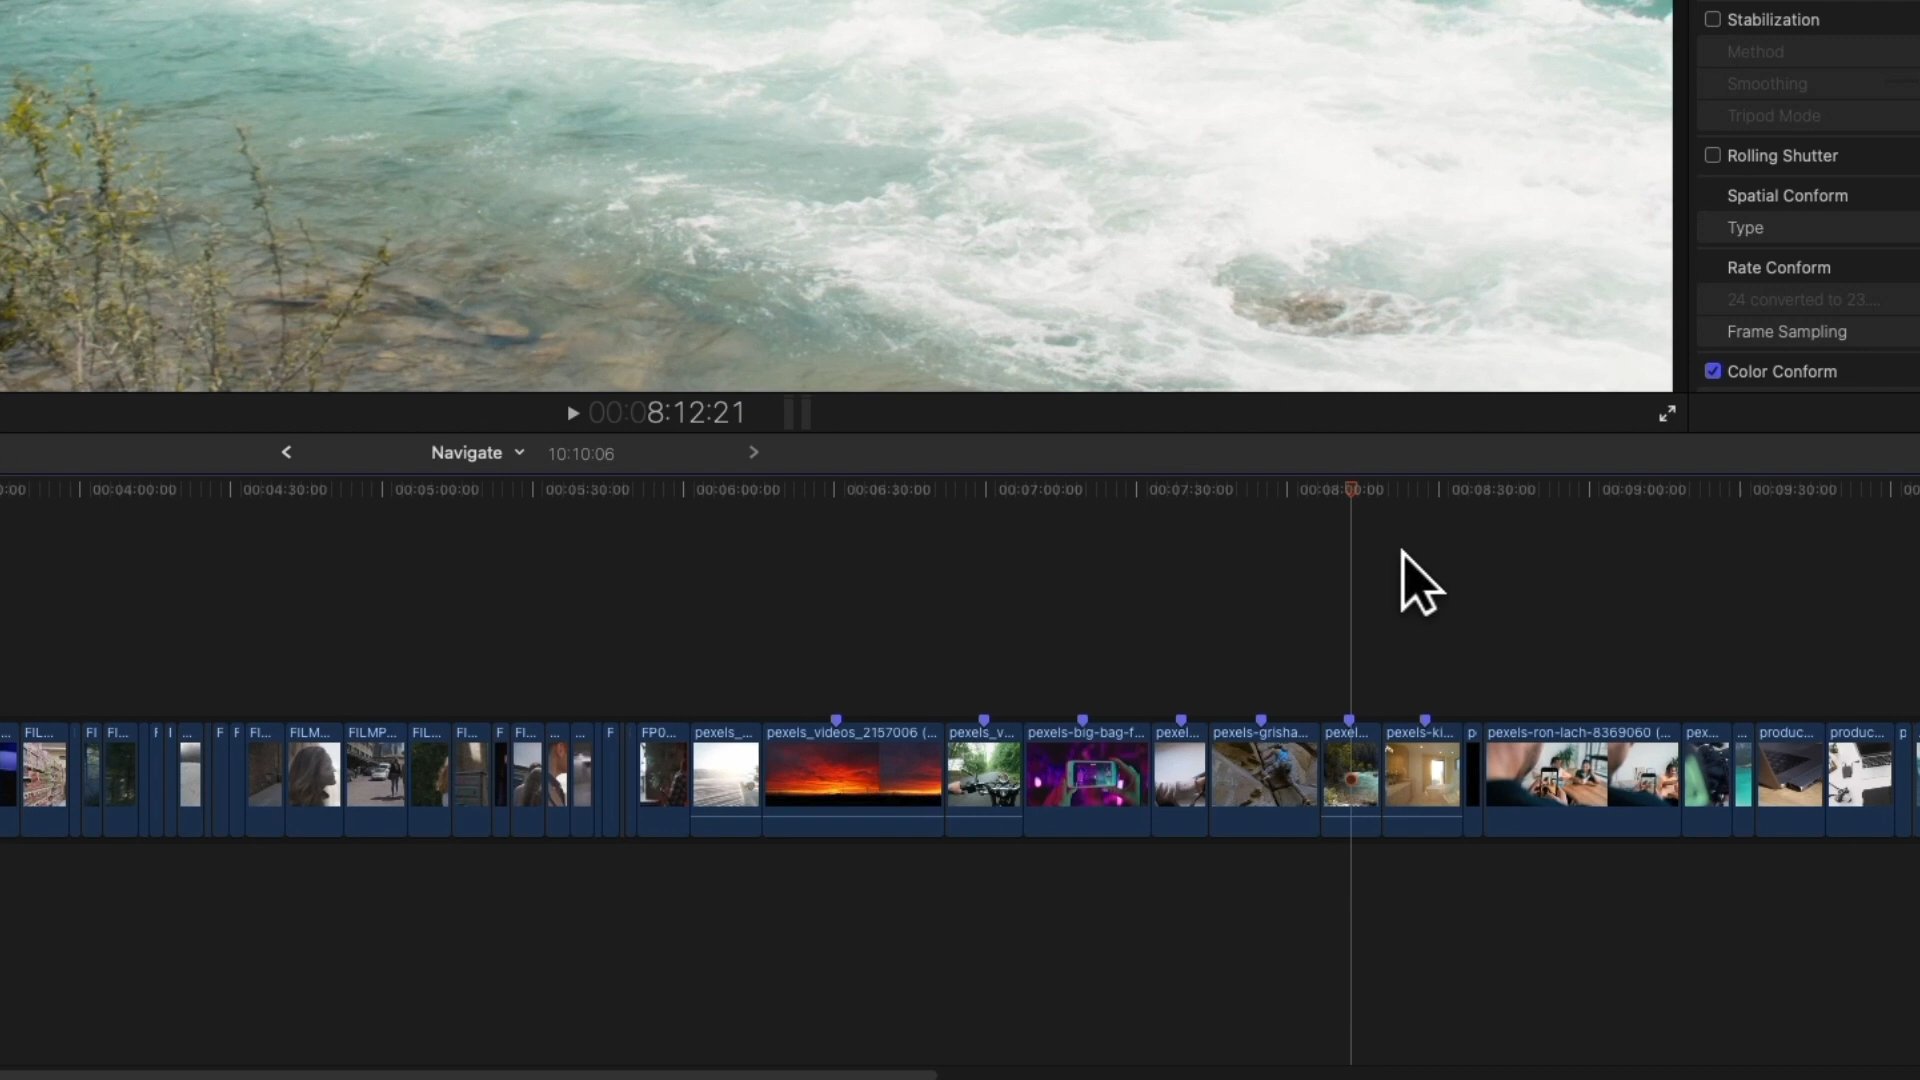 Stabilization
Method
Smoothing
Tripod Mode
Rolling Shutter
Spatial Conform
Type
Rate Conform
24 converted to 23....
Frame Sampling
Color Conform
00:08:12:21
Navigate 10:10:06
0:00 00:04:00:00 00:04:30:00 00:05:00:00 00:05:30:00 00:06:00:00 00:06:30:00 00:07:00:00 00:07:30:00 00:08:00:00 00:08:30:00 00:09:00:00 00:09:30:00 00
... FIL... FI FI... F I ... F F FI... FILM... FILMP... FIL... FI... F FI... ... ... F FP0... pexels_... pexels_videos_2157006 (... pexels_v... pexels-big-bag-f... pexel... pexels-grisha... pexel... pexels-ki... p pexels-ron-lach-8369060 (... pex... ... produc... produc... p